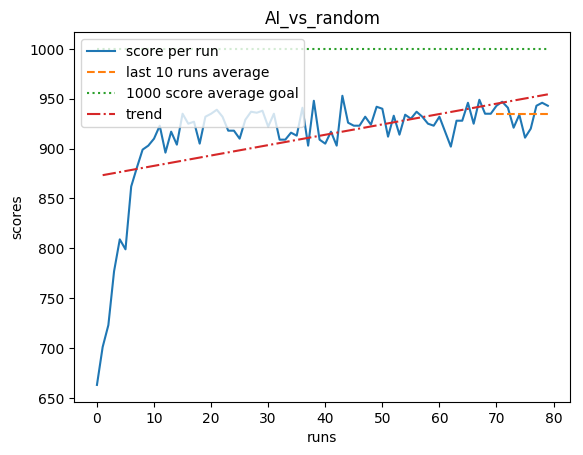 AI_vs_random
1000
950
900
850
800
750
700
650
scores
score per run
last 10 runs average
1000 score average goal
trend
0
10
20
30
40
50
60
70
80
runs